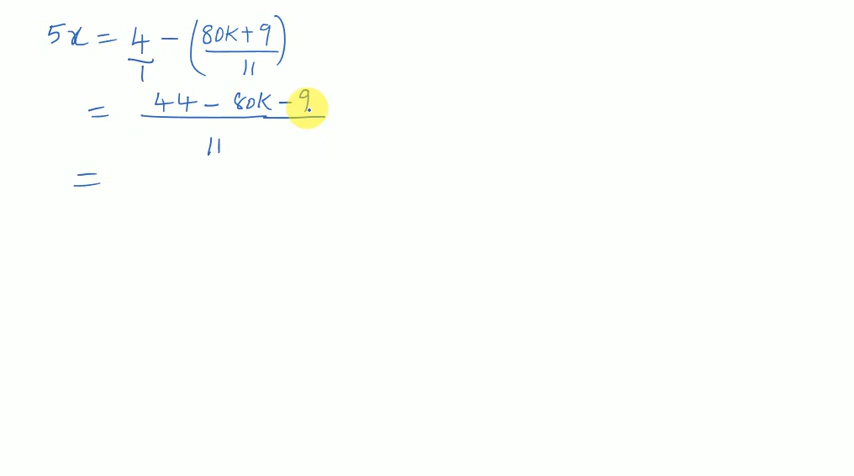 5x = 4/1 - ((80k+9)/11)
= (44 - 80k - 9)/11
=